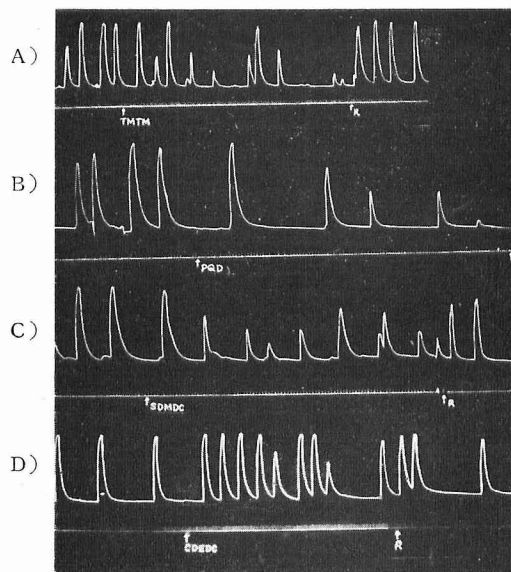 A)
TMTM R
B)
PQD
C)
SDMDC R
D)
CDEDC R